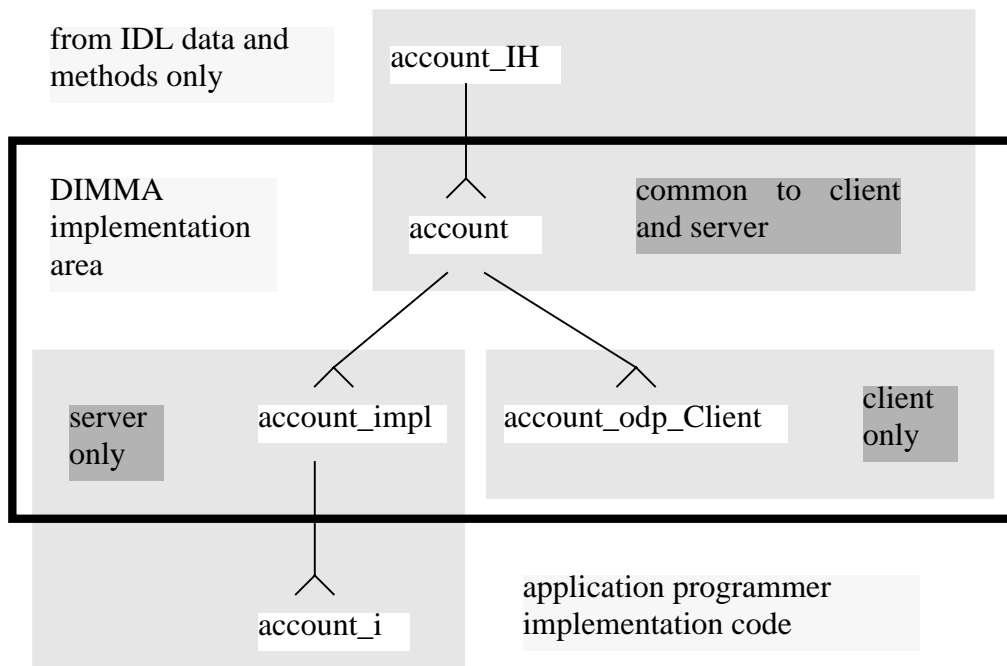 from IDL data and
methods only
account_IH
DIMMA
implementation
area
common to client
and server
account
server
only
account_impl
account_odp_Client
client
only
account_i
application programmer
implementation code